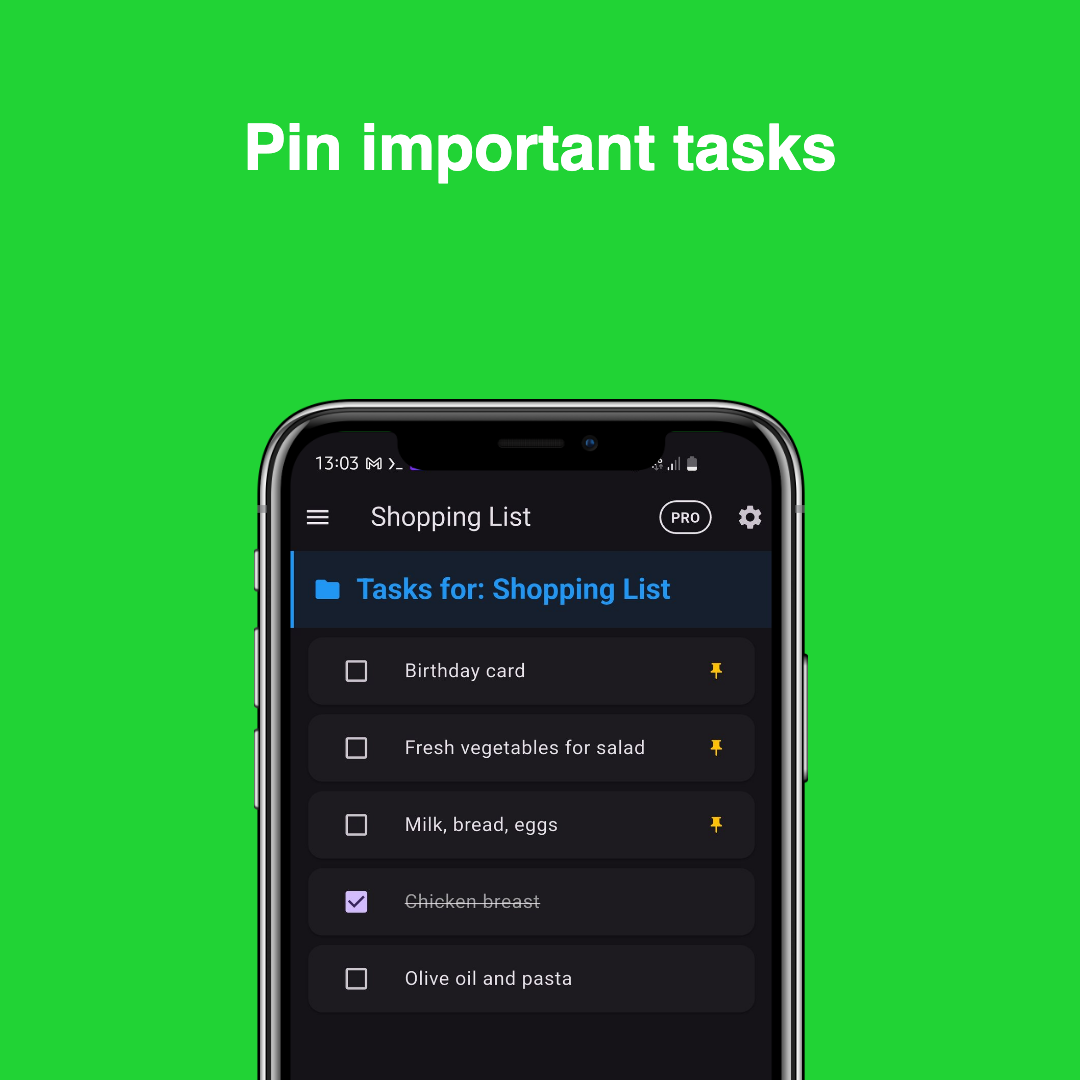 Pin important tasks
13:03
Shopping List
PRO
Tasks for: Shopping List
Birthday card
Fresh vegetables for salad
Milk, bread, eggs
Chicken breast
Olive oil and pasta